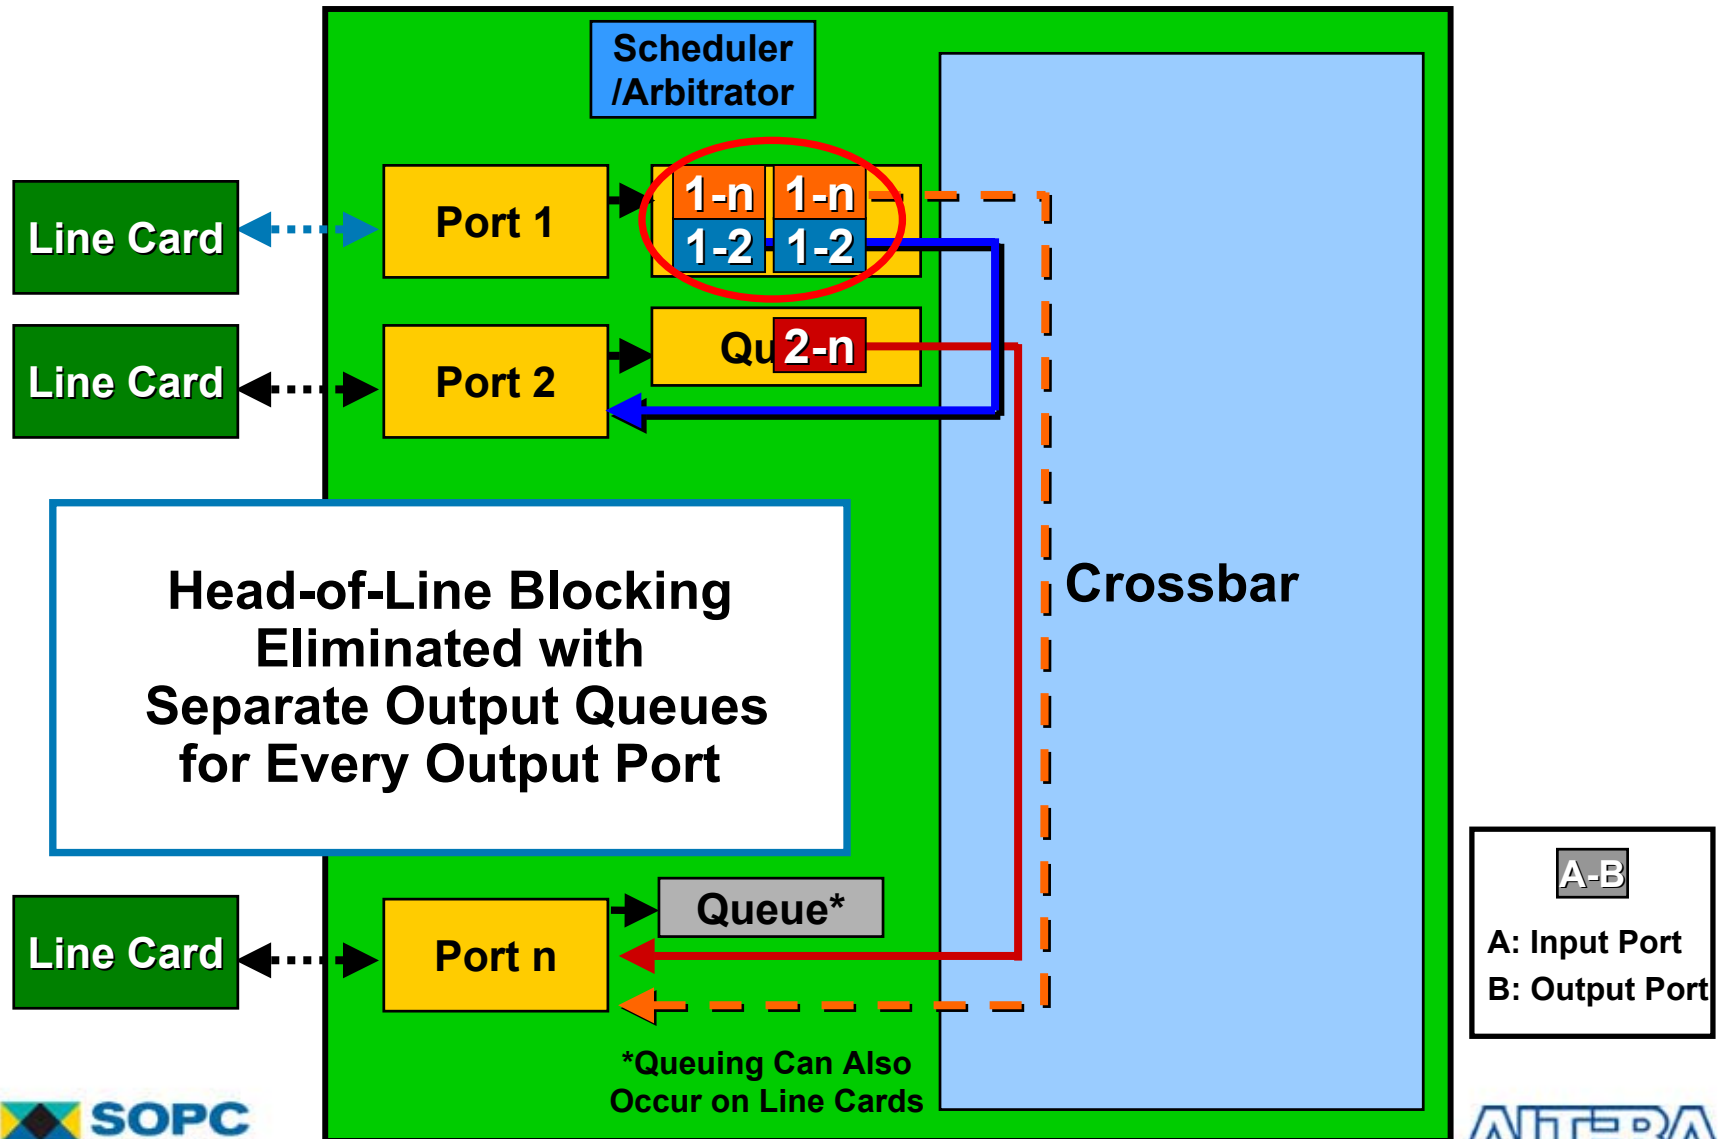 Scheduler
/Arbitrator
Line Card
Port 1
1-n 1-n
1-2 1-2
Line Card
Port 2
2-n
Head-of-Line Blocking
Eliminated with
Separate Output Queues
for Every Output Port
Crossbar
Line Card
Port n
Queue*
*Queuing Can Also
Occur on Line Cards
A-B
A: Input Port
B: Output Port
SOPC
ALTERA